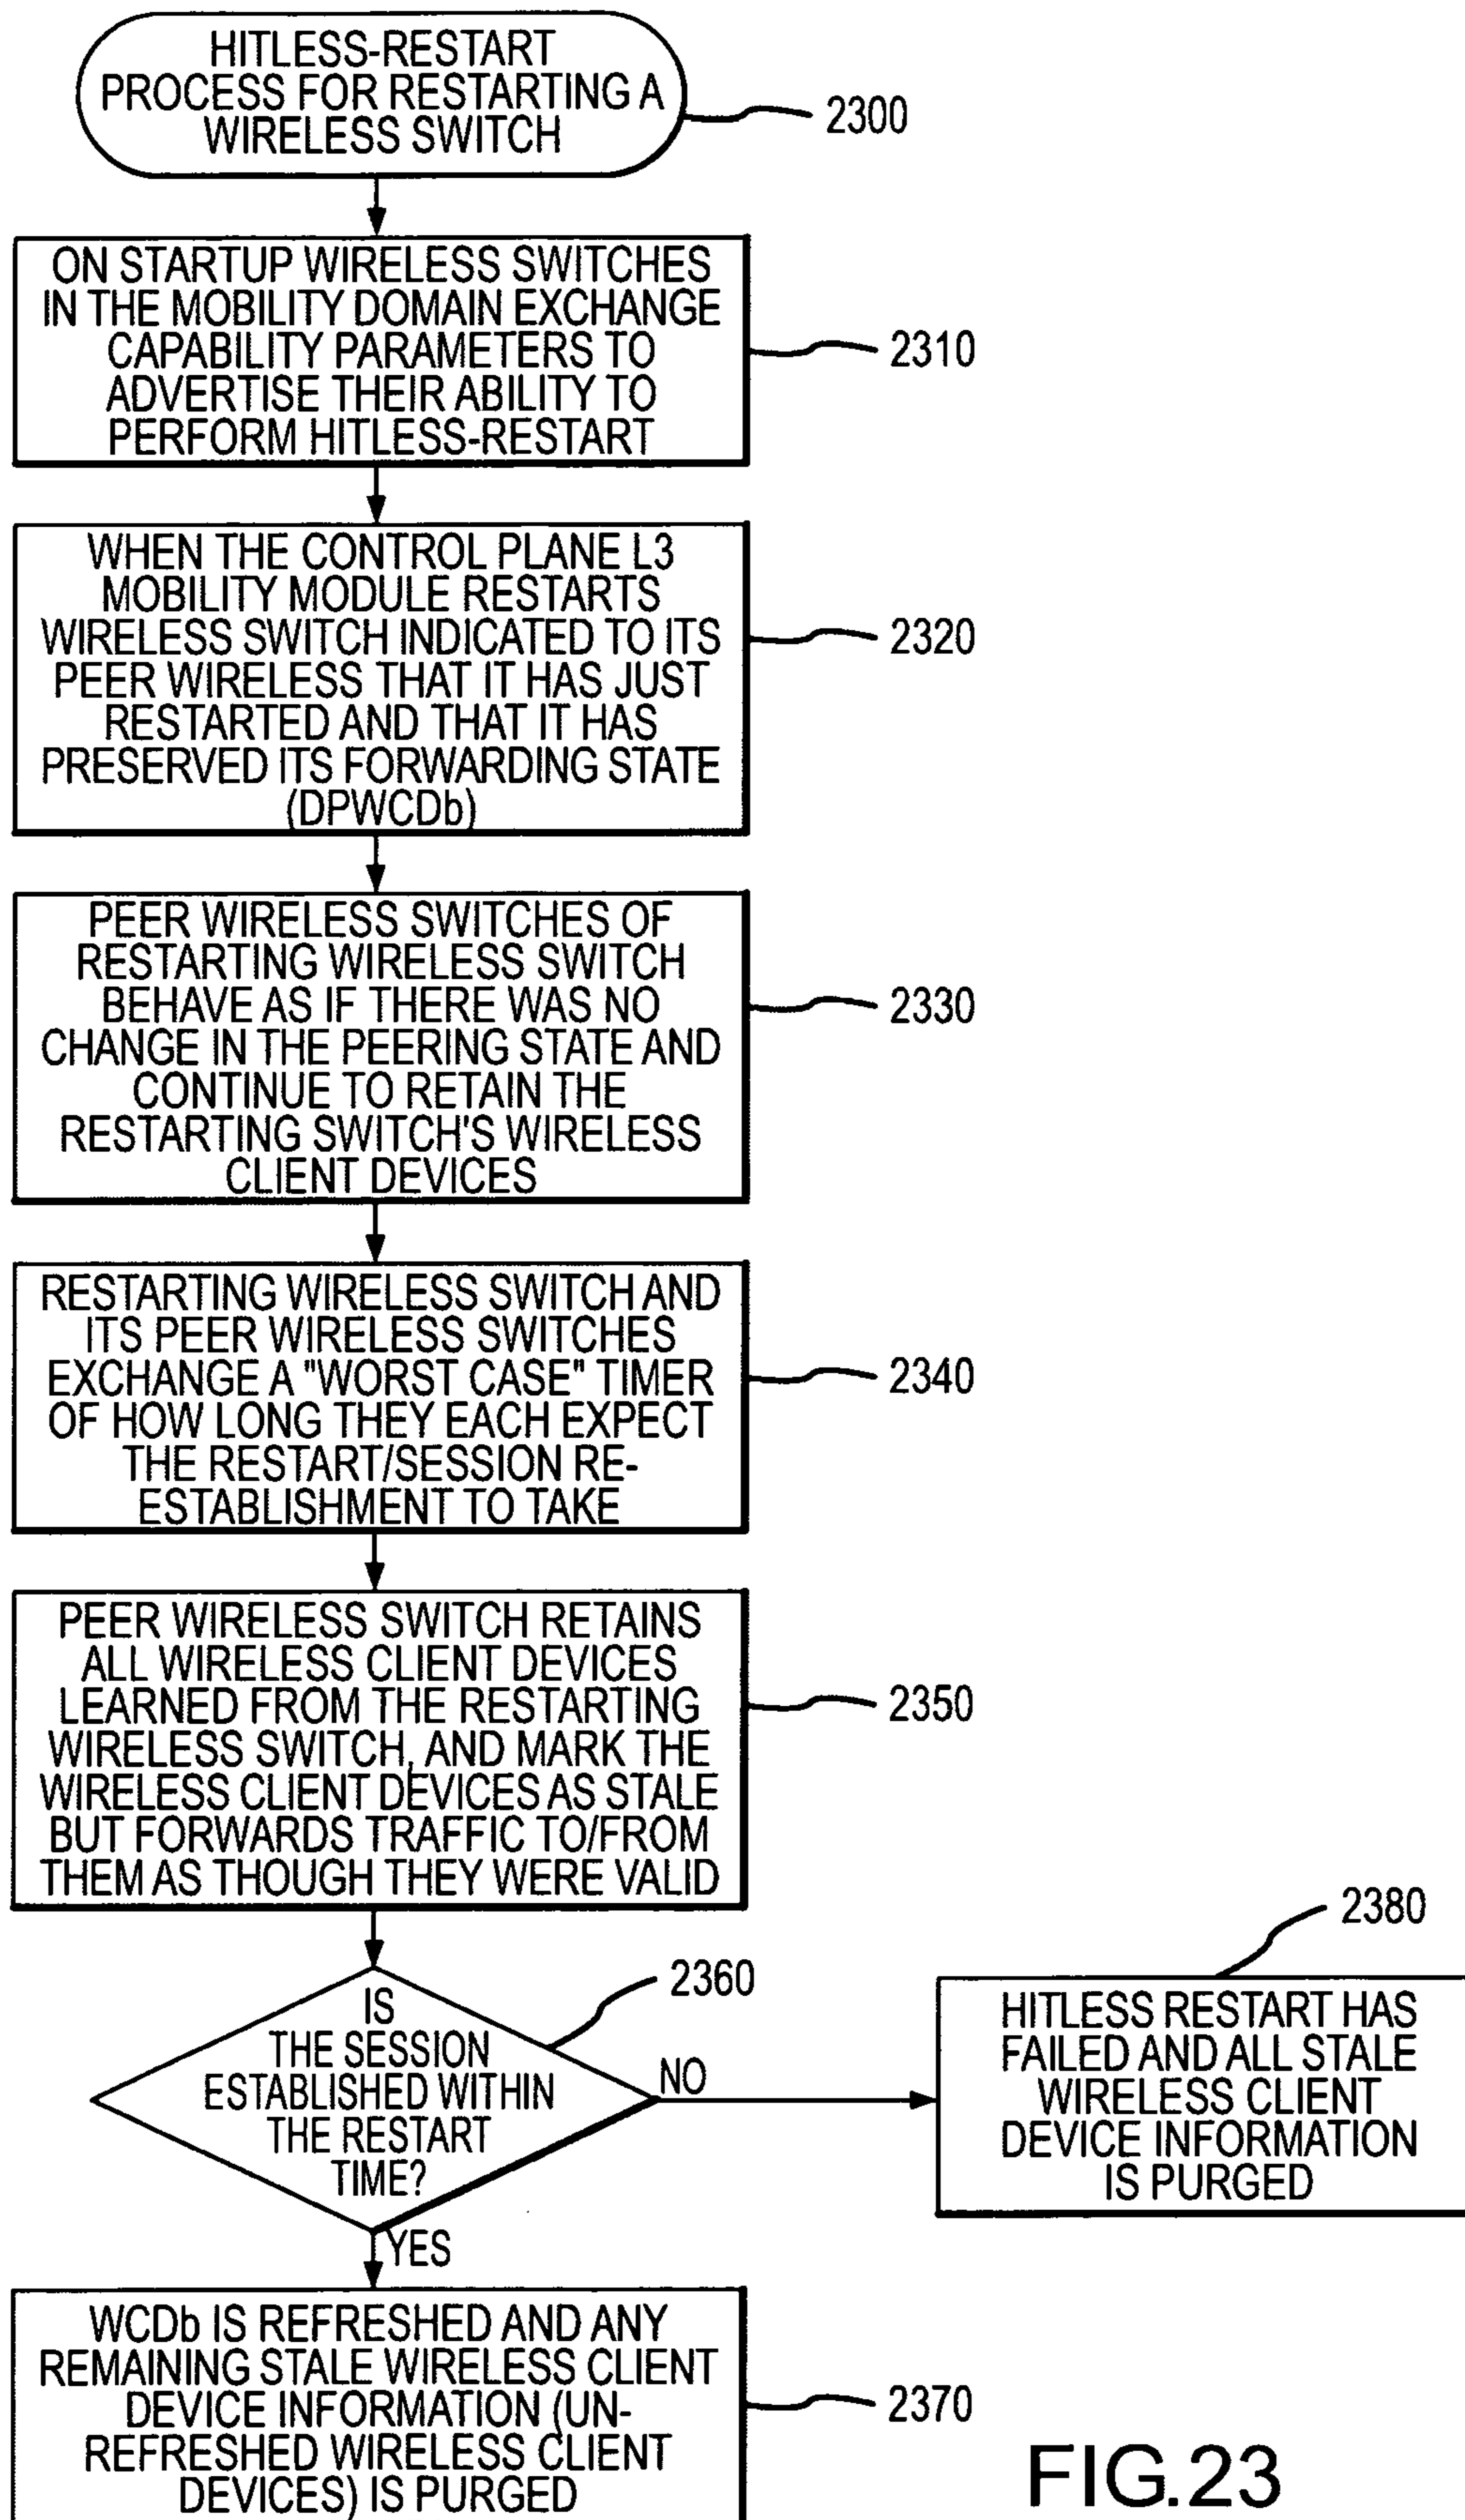 HITLESS-RESTART
PROCESS FOR RESTARTING A
WIRELESS SWITCH
2300
ON STARTUP WIRELESS SWITCHES
IN THE MOBILITY DOMAIN EXCHANGE
CAPABILITY PARAMETERS TO
ADVERTISE THEIR ABILITY TO
PERFORM HITLESS-RESTART
2310
WHEN THE CONTROL PLANE L3
MOBILITY MODULE RESTARTS
WIRELESS SWITCH INDICATED TO ITS
PEER WIRELESS THAT IT HAS JUST
RESTARTED AND THAT IT HAS
PRESERVED ITS FORWARDING STATE
(DPWCDb)
2320
PEER WIRELESS SWITCHES OF
RESTARTING WIRELESS SWITCH
BEHAVE AS IF THERE WAS NO
CHANGE IN THE PEERING STATE AND
CONTINUE TO RETAIN THE
RESTARTING SWITCH'S WIRELESS
CLIENT DEVICES
2330
RESTARTING WIRELESS SWITCH AND
ITS PEER WIRELESS SWITCHES
EXCHANGE A "WORST CASE" TIMER
OF HOW LONG THEY EACH EXPECT
THE RESTART/SESSION RE-
ESTABLISHMENT TO TAKE
2340
PEER WIRELESS SWITCH RETAINS
ALL WIRELESS CLIENT DEVICES
LEARNED FROM THE RESTARTING
WIRELESS SWITCH, AND MARK THE
WIRELESS CLIENT DEVICES AS STALE
BUT FORWARDS TRAFFIC TO/FROM
THEM AS THOUGH THEY WERE VALID
2350
IS
THE SESSION
ESTABLISHED WITHIN
THE RESTART
TIME?
2360
NO
2380
HITLESS RESTART HAS
FAILED AND ALL STALE
WIRELESS CLIENT
DEVICE INFORMATION
IS PURGED
YES
WCDb IS REFRESHED AND ANY
REMAINING STALE WIRELESS CLIENT
DEVICE INFORMATION (UN-
REFRESHED WIRELESS CLIENT
DEVICES) IS PURGED
2370
FIG.23